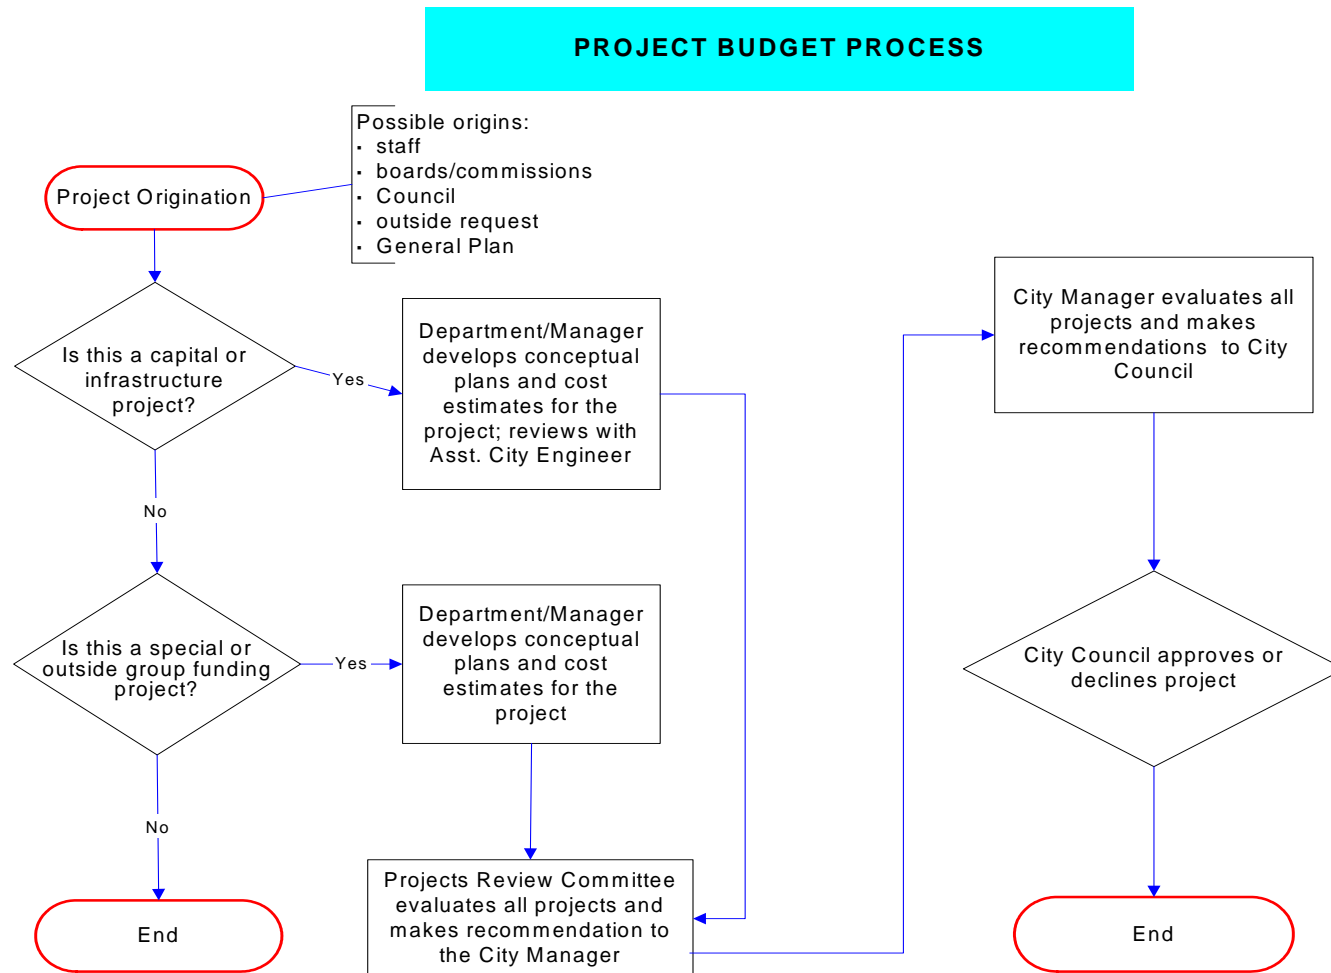 PROJECT BUDGET PROCESS
Possible origins:
▪ staff
▪ boards/commissions
▪ Council
▪ outside request
▪ General Plan
Project Origination
Is this a capital or
infrastructure
project?
Yes
Department/Manager
develops conceptual
plans and cost
estimates for the
project; reviews with
Asst. City Engineer
No
Is this a special or
outside group funding
project?
Yes
Department/Manager
develops conceptual
plans and cost
estimates for the
project
No
End
Projects Review Committee
evaluates all projects and
makes recommendation to
the City Manager
City Manager evaluates all
projects and makes
recommendations to City
Council
City Council approves or
declines project
End